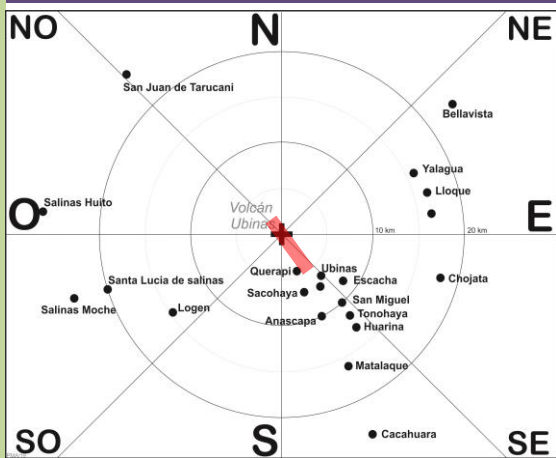 NO
N
NE
San Juan de Tarucani
Bellavista
Yalagua
Lloque
Salinas Huito
Volcán
Ubinas
O
10 km
20 km
E
Querapi
Ubinas
Escacha
Chojata
Santa Lucia de salinas
Sacohaya
San Miguel
Salinas Moche
Logen
Anascapa
Tonohaya
Huarina
Matalaque
SO
S
Cacahuara
SE